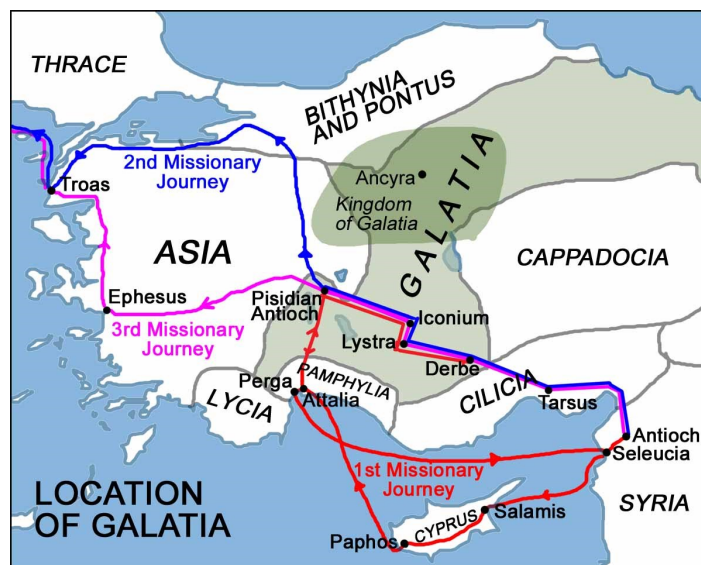 THRACE
BITHYNIA
AND PONTUS
2nd Missionary
Journey
Troas
Ancyra
Kingdom
of Galatia
GALATIA
ASIA
CAPPADOCIA
Ephesus
Pisidian
Antioch
3rd Missionary
Journey
Iconium
Lystra
Derbe
PAMPHYLIA
Perga
Attalia
LYCIA
CILICIA
Tarsus
Antioch
Seleucia
1st Missionary
Journey
LOCATION
OF GALATIA
SYRIA
CYPRUS
Salamis
Paphos